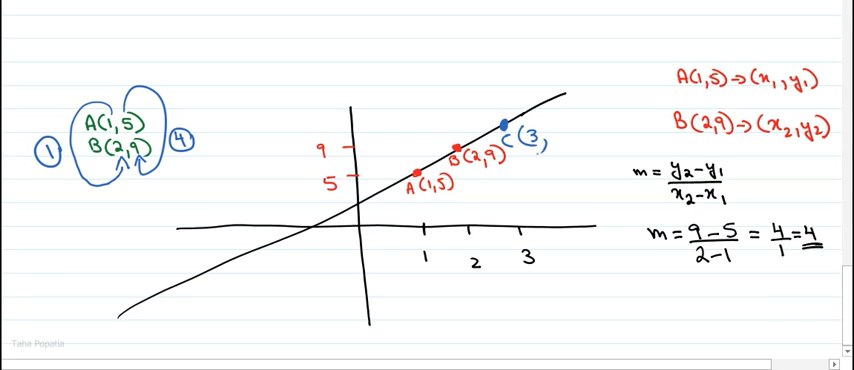 A(1,5)
B(2,9)
1
4
9
5
A(1,5)
B(2,9)
C(3,
1 2 3
A(1,5)→(x₁,y₁)
B(2,9)→(x₂,y₂)
m = y₂-y₁ / x₂-x₁
m = 9-5 / 2-1 = 4/1 = 4
Taha Popatia